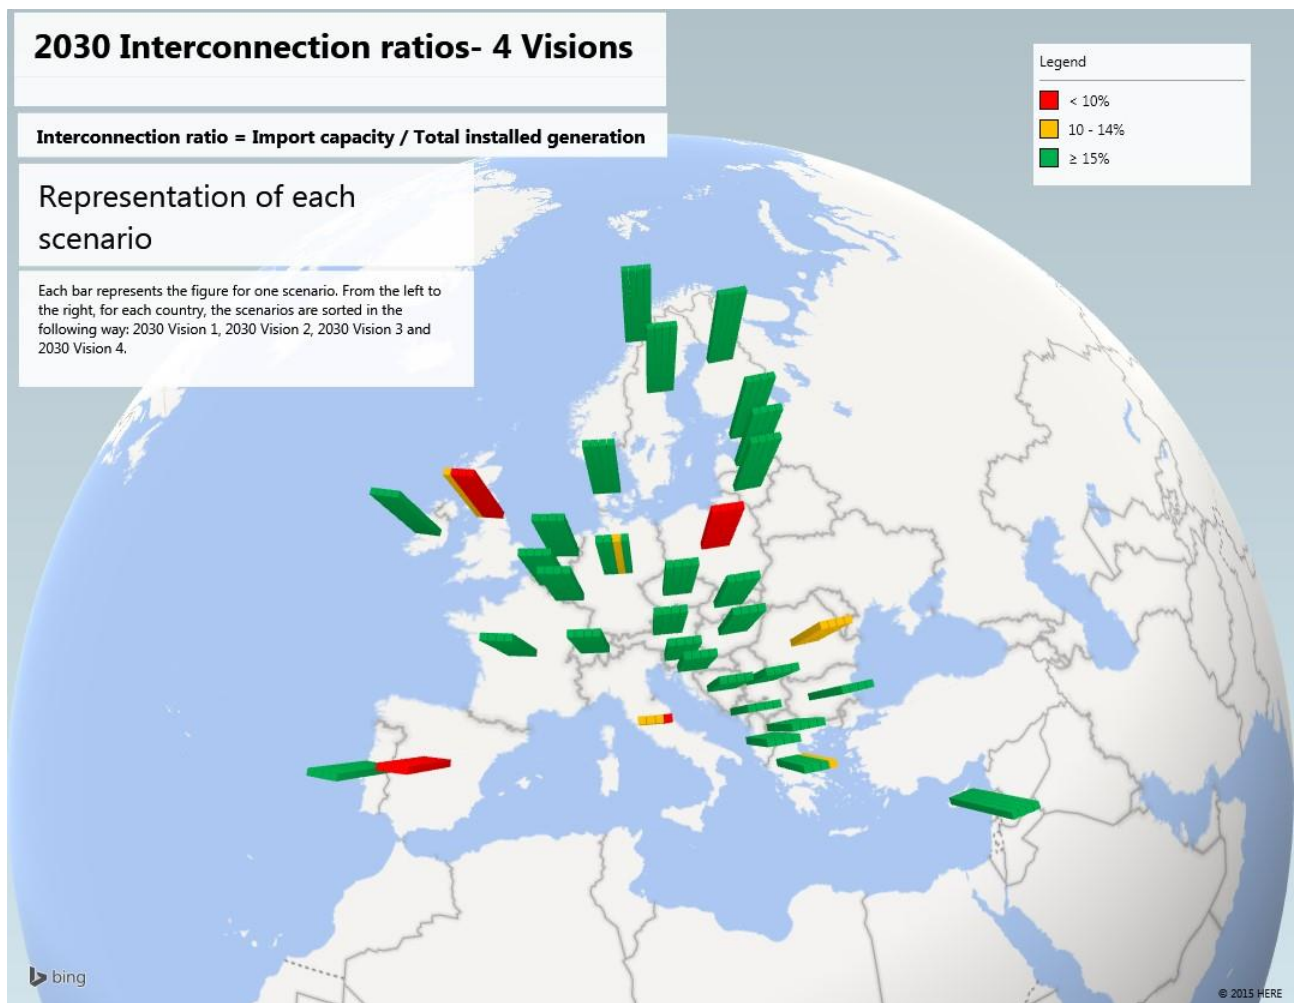 2030 Interconnection ratios- 4 Visions
Interconnection ratio = Import capacity / Total installed generation
Representation of each
scenario
Each bar represents the figure for one scenario. From the left to
the right, for each country, the scenarios are sorted in the
following way: 2030 Vision 1, 2030 Vision 2, 2030 Vision 3 and
2030 Vision 4.
Legend
< 10%
10 - 14%
≥ 15%
bing
© 2015 HERE